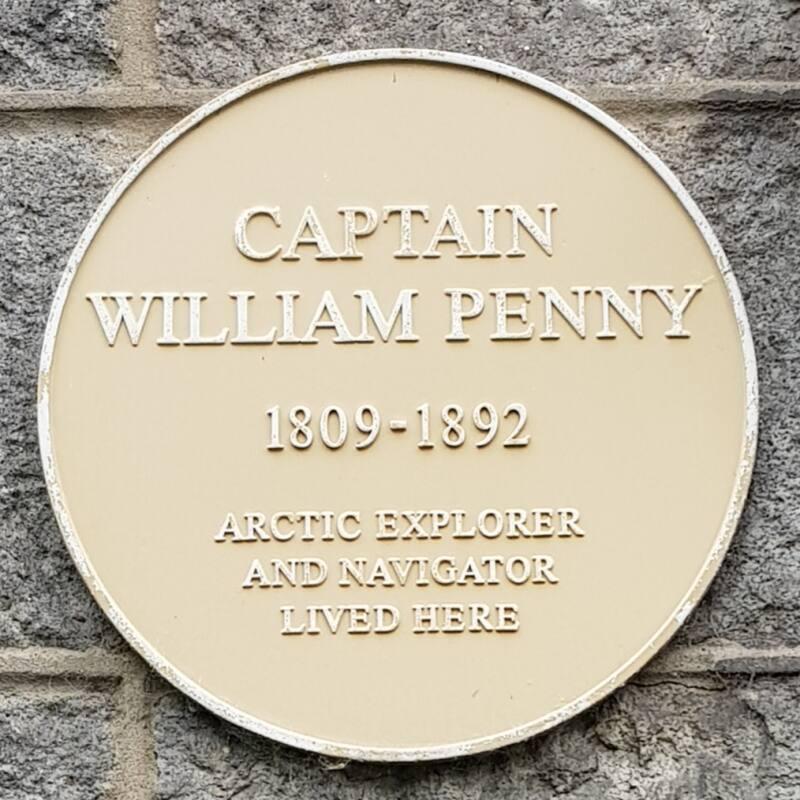 CAPTAIN
WILLIAM PENNY
1809-1892
ARCTIC EXPLORER
AND NAVIGATOR
LIVED HERE